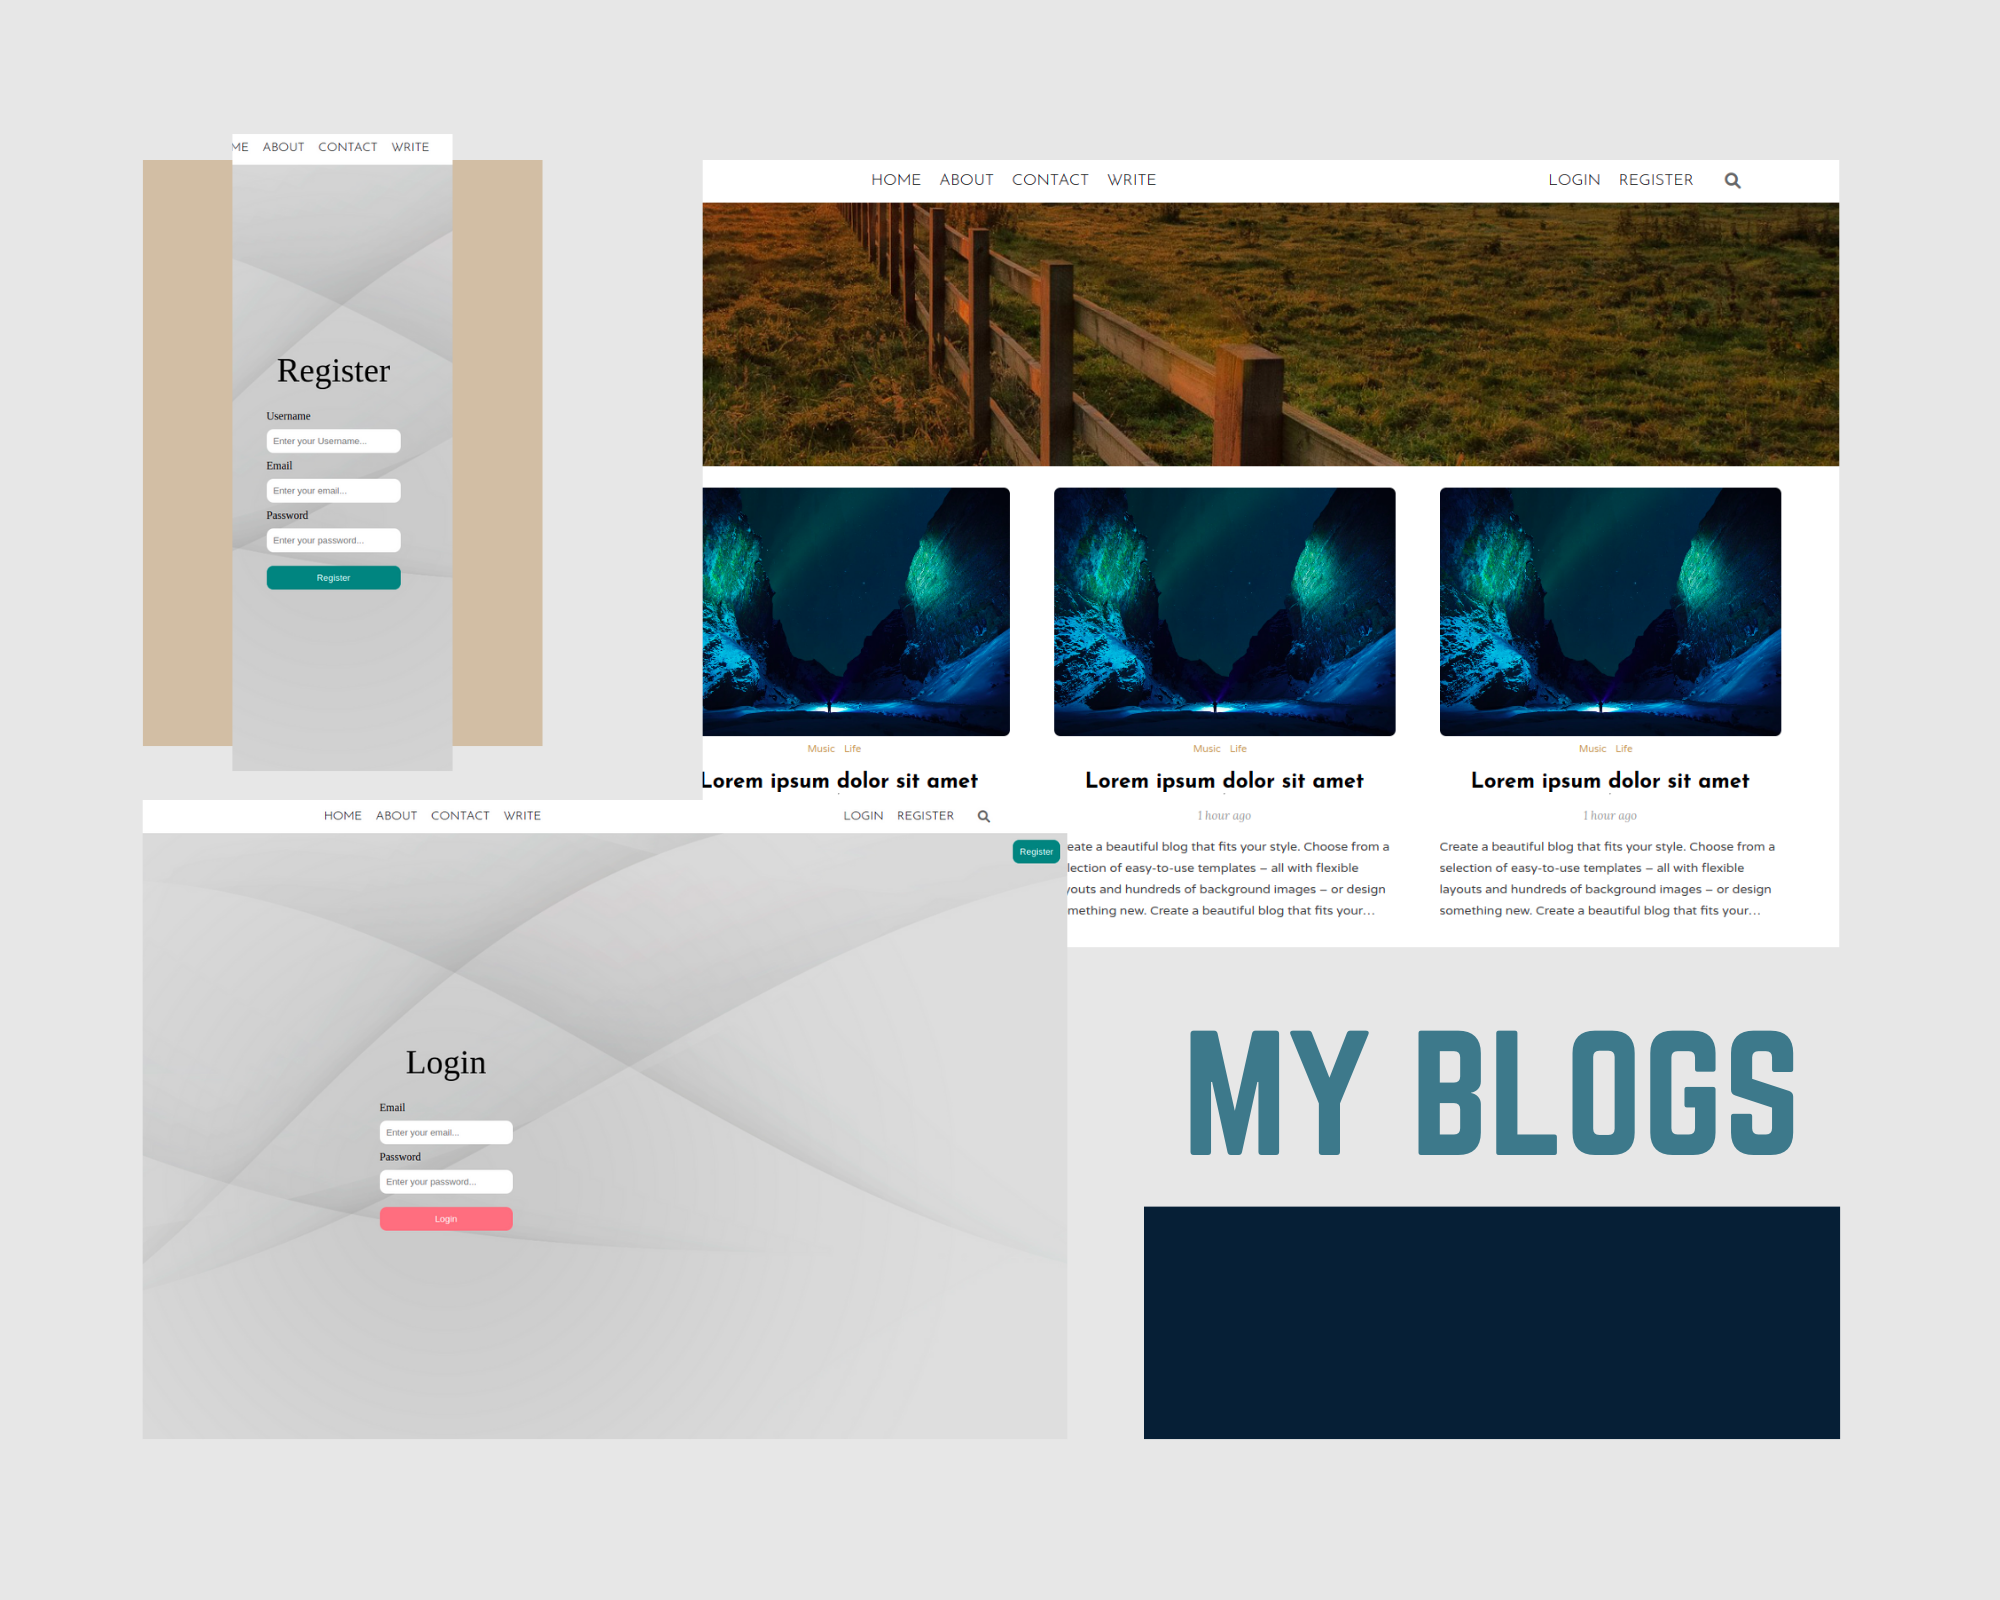 ME ABOUT CONTACT WRITE
Register
Username
Enter your Username...
Email
Enter your email...
Password
Enter your password...
Register
HOME ABOUT CONTACT WRITE LOGIN REGISTER
Music Life
Lorem ipsum dolor sit amet
Music Life
Lorem ipsum dolor sit amet
1 hour ago
eate a beautiful blog that fits your style. Choose from a
lection of easy-to-use templates – all with flexible
youts and hundreds of background images – or design
mething new. Create a beautiful blog that fits your...
Music Life
Lorem ipsum dolor sit amet
1 hour ago
Create a beautiful blog that fits your style. Choose from a
selection of easy-to-use templates – all with flexible
layouts and hundreds of background images – or design
something new. Create a beautiful blog that fits your...
HOME ABOUT CONTACT WRITE LOGIN REGISTER
Register
Login
Email
Enter your email...
Password
Enter your password...
Login
MY BLOGS